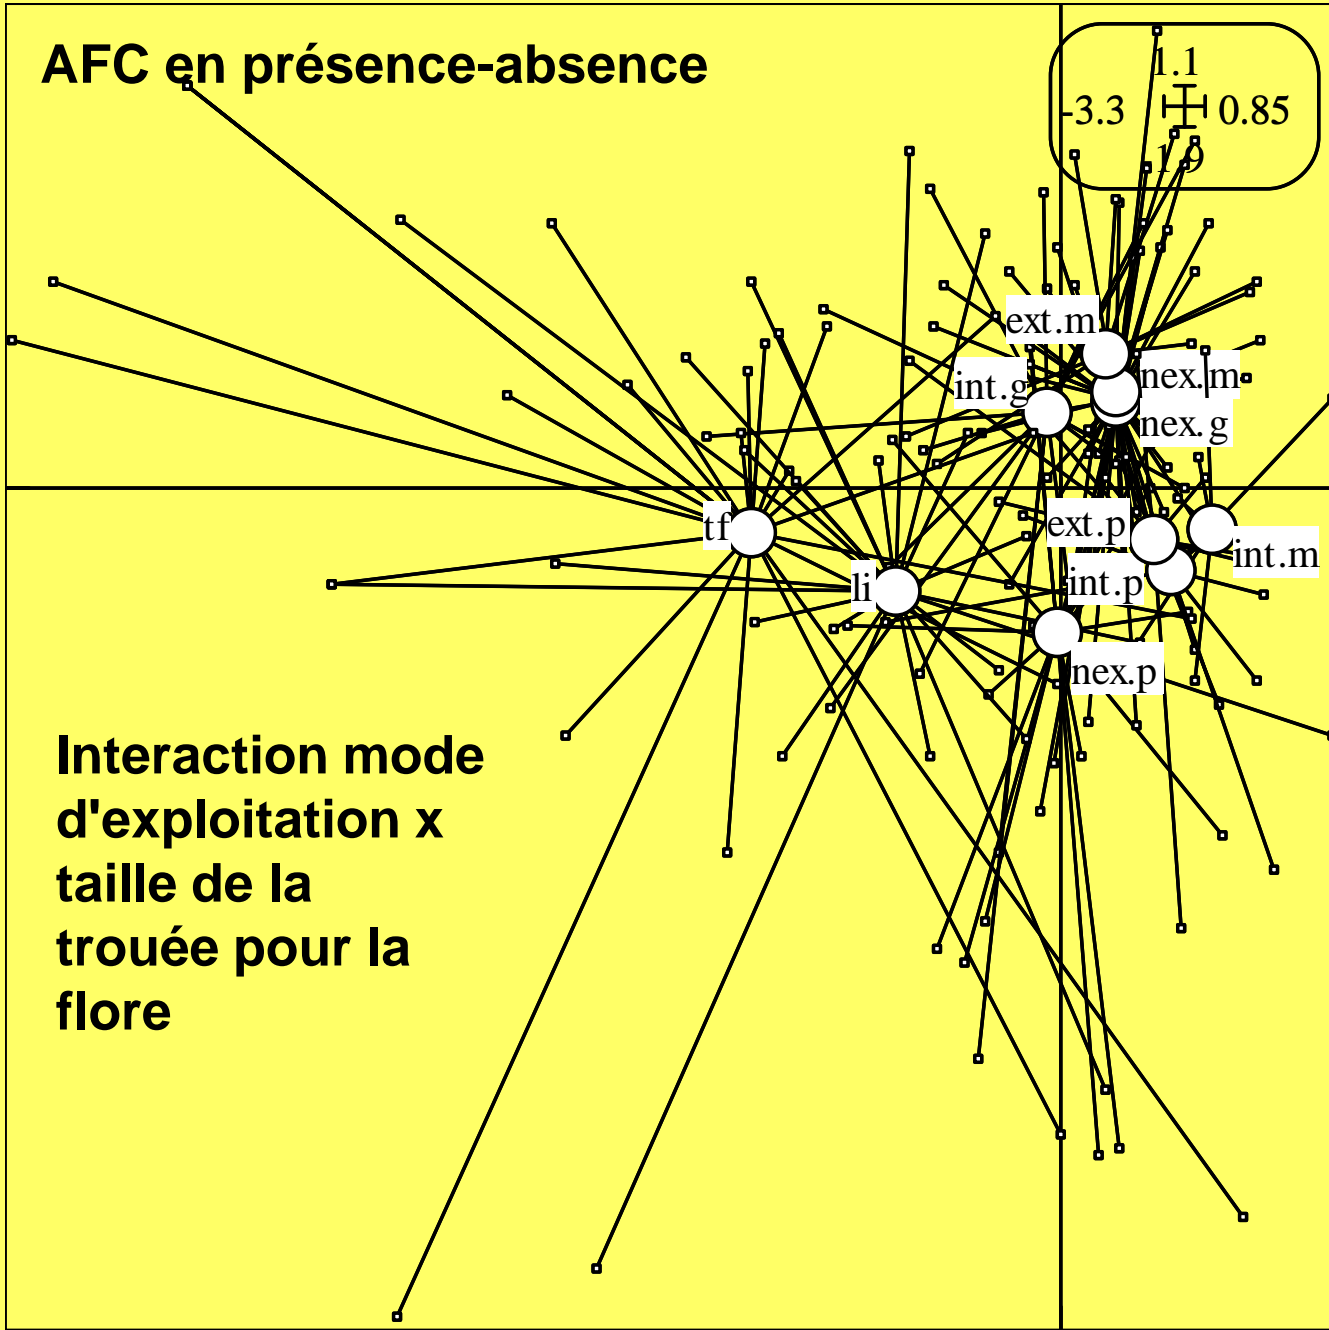 AFC en présence-absence
1.1
-3.3
0.85
ext.m
int.g
nex.m
nex.g
tf
ext.p
int.m
li
int.p
nex.p
Interaction mode
d'exploitation x
taille de la
trouée pour la
flore